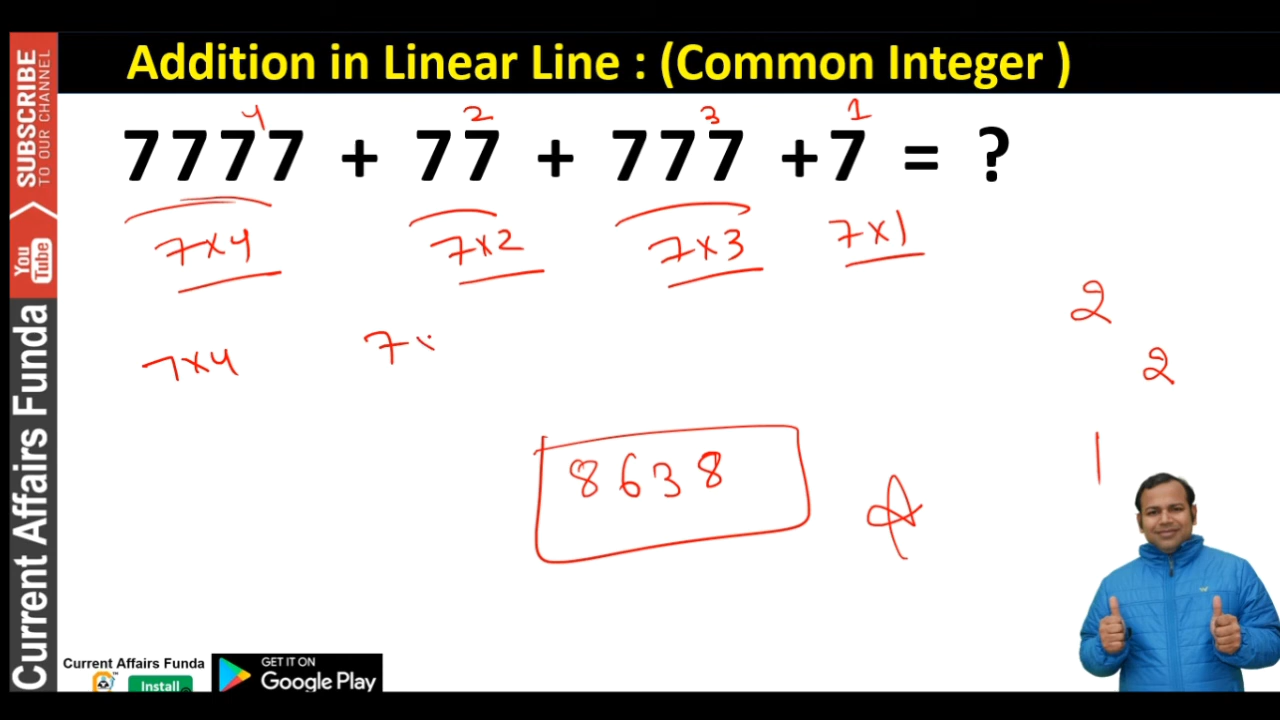 Addition in Linear Line : (Common Integer )
4 2 3 1
7777 + 77 + 777 +7 = ?
7x4 7x2 7x3 7x1
7x4 7x
2
2
1
8638
A
SUBSCRIBE
TO OUR CHANNEL
You Tube
Current Affairs Funda
Current Affairs Funda
Install
GET IT ON
Google Play